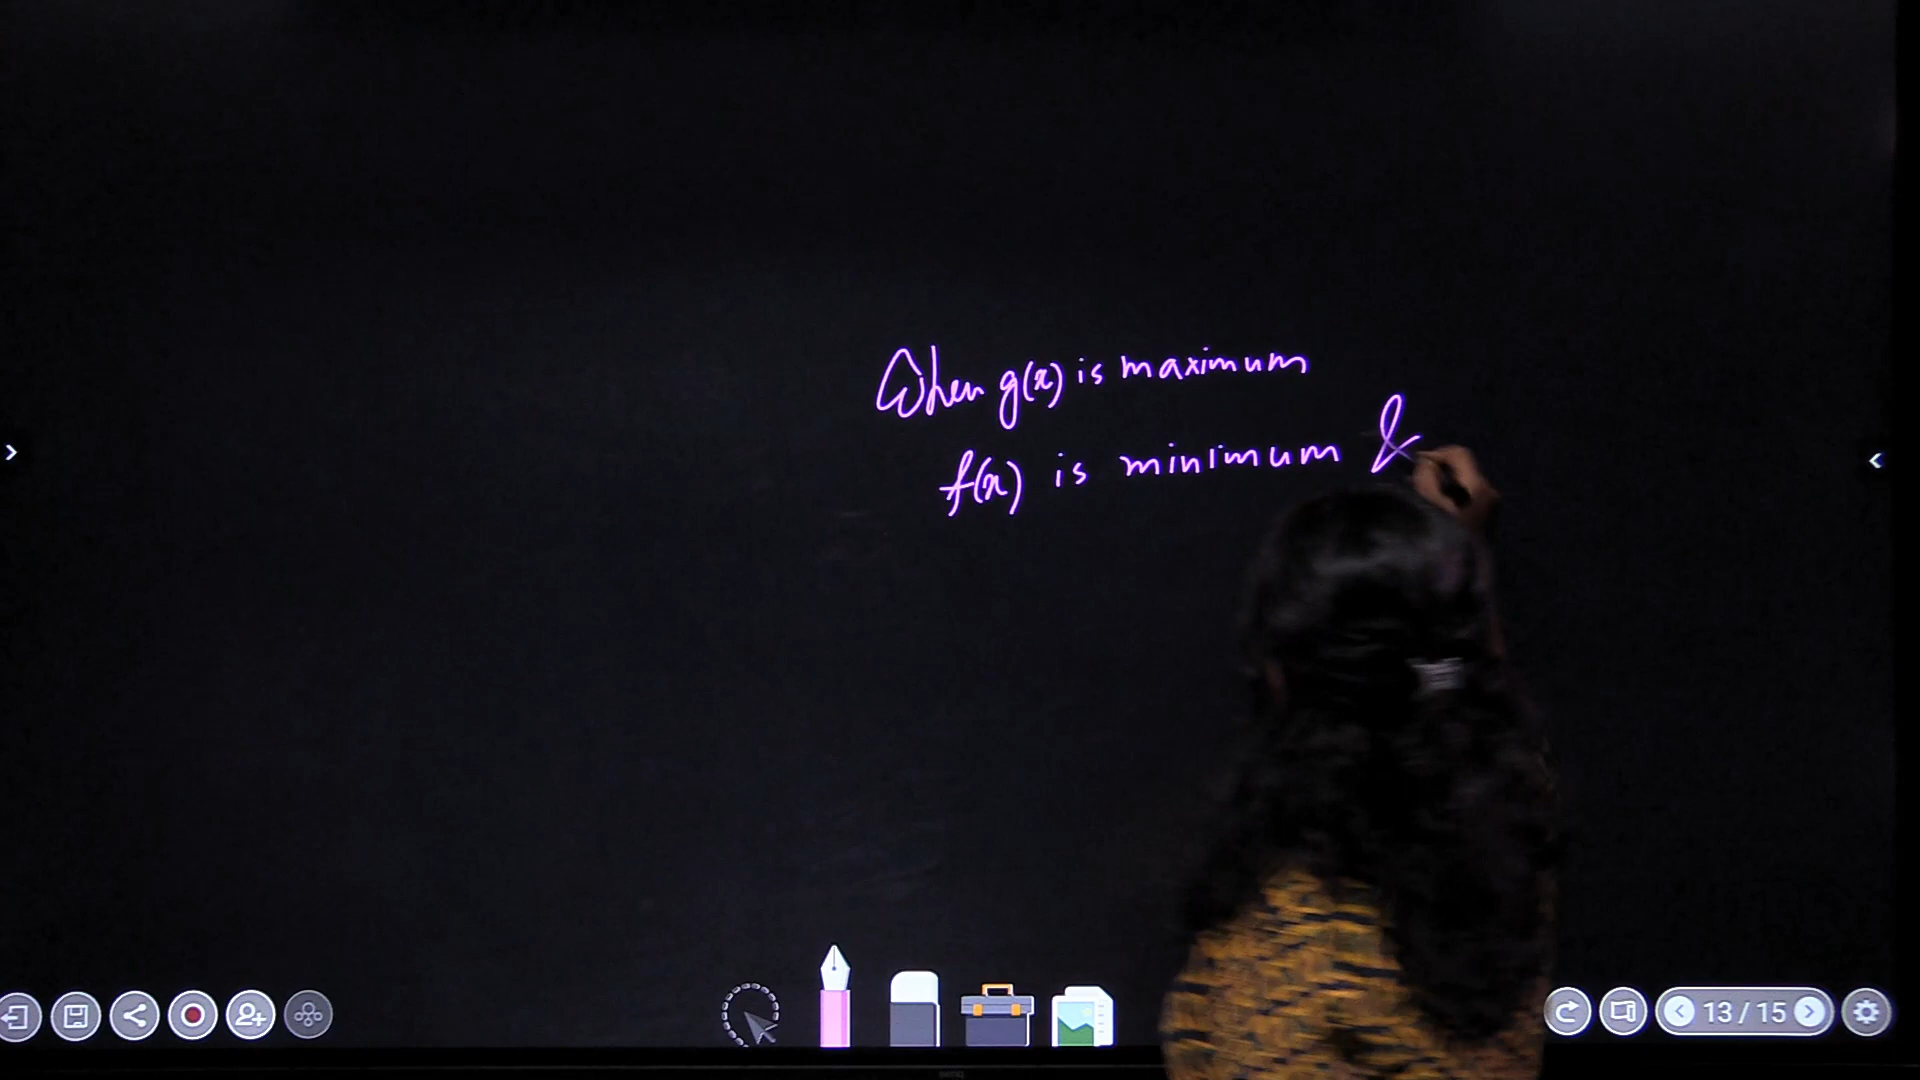 When g(x) is maximum
f(x) is minimum &
13 / 15